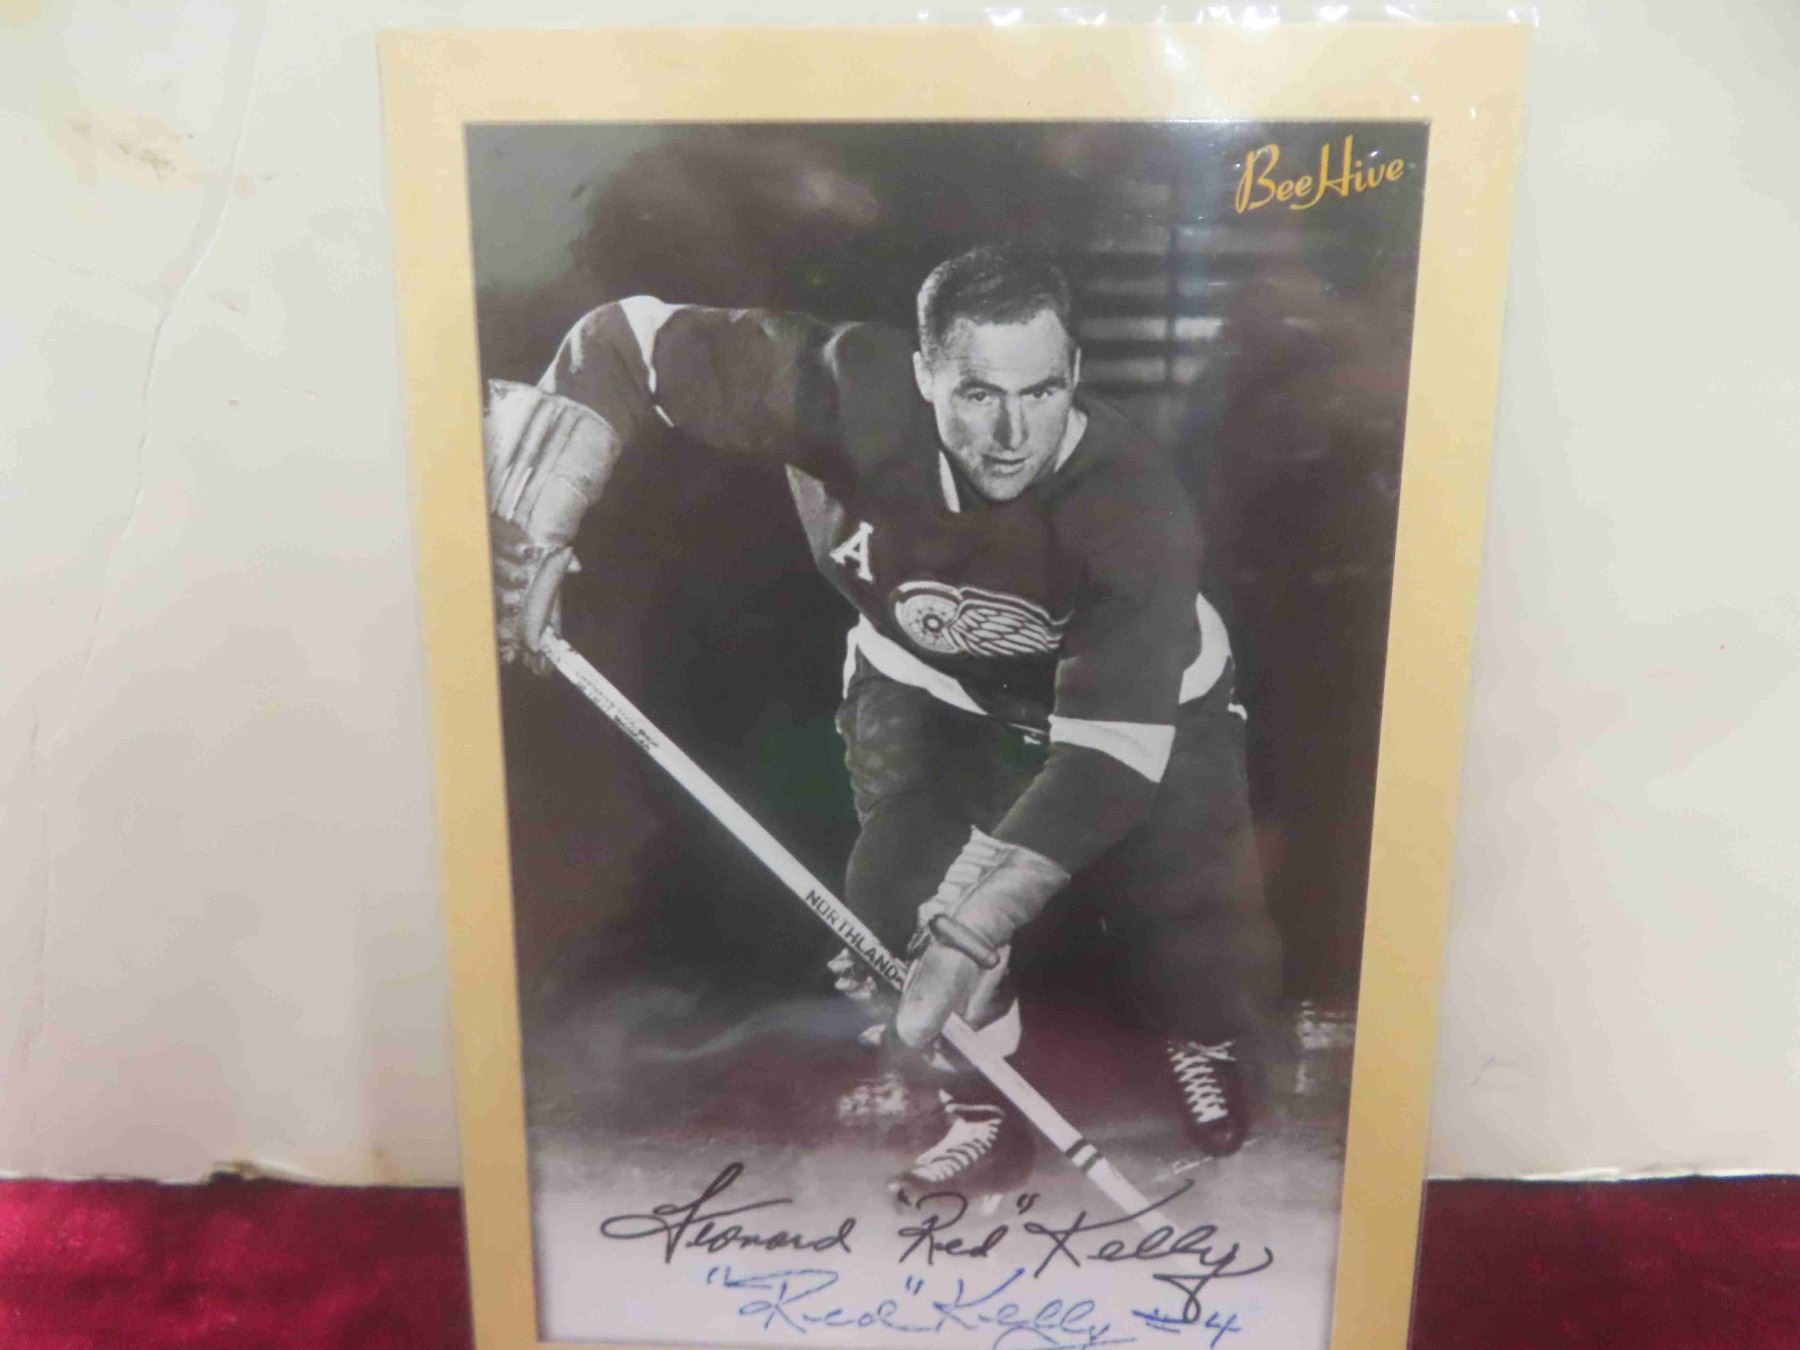 BeeHive
A
NORTHLAND
Leonard "Red" Kelly
"Red" Kelly #4